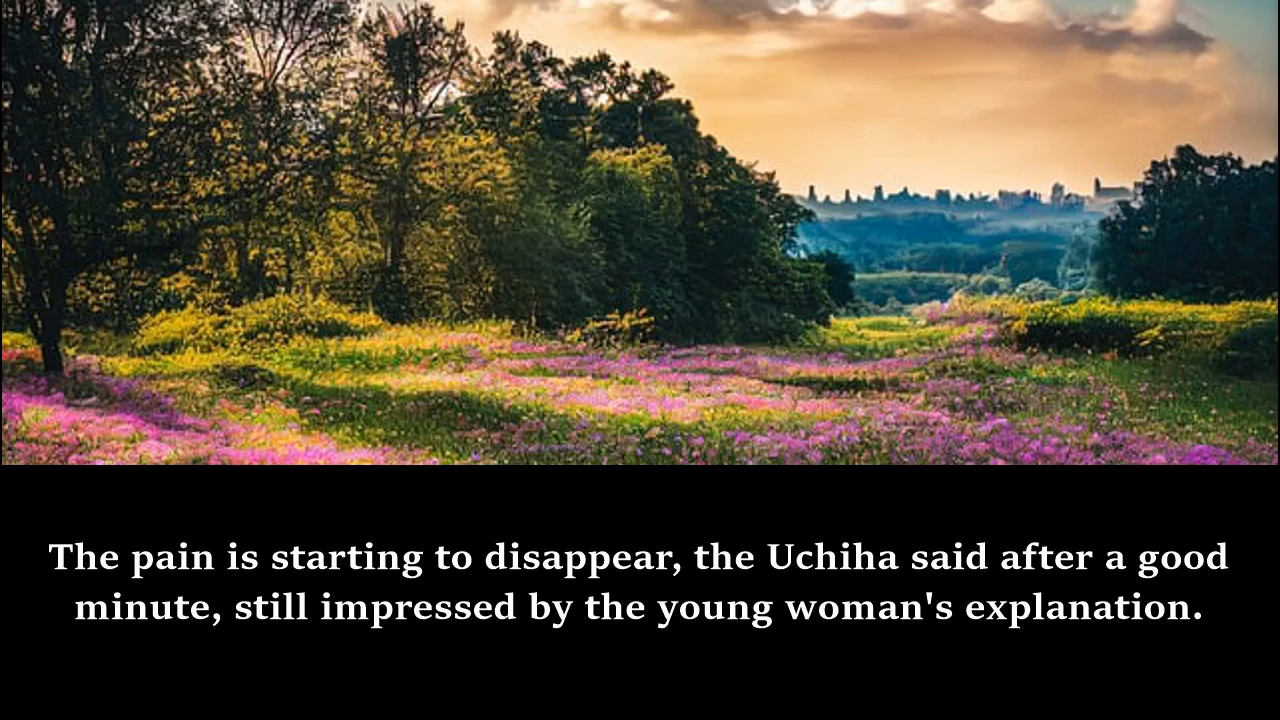 The pain is starting to disappear, the Uchiha said after a good
minute, still impressed by the young woman's explanation.